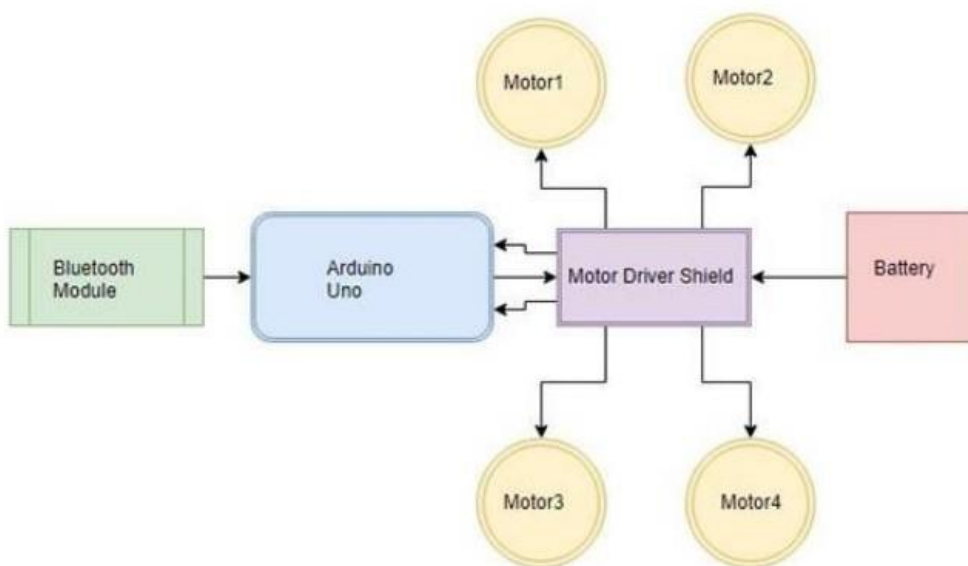 Motor1
Motor2
Bluetooth
Module
Arduino
Uno
Motor Driver Shield
Battery
Motor3
Motor4